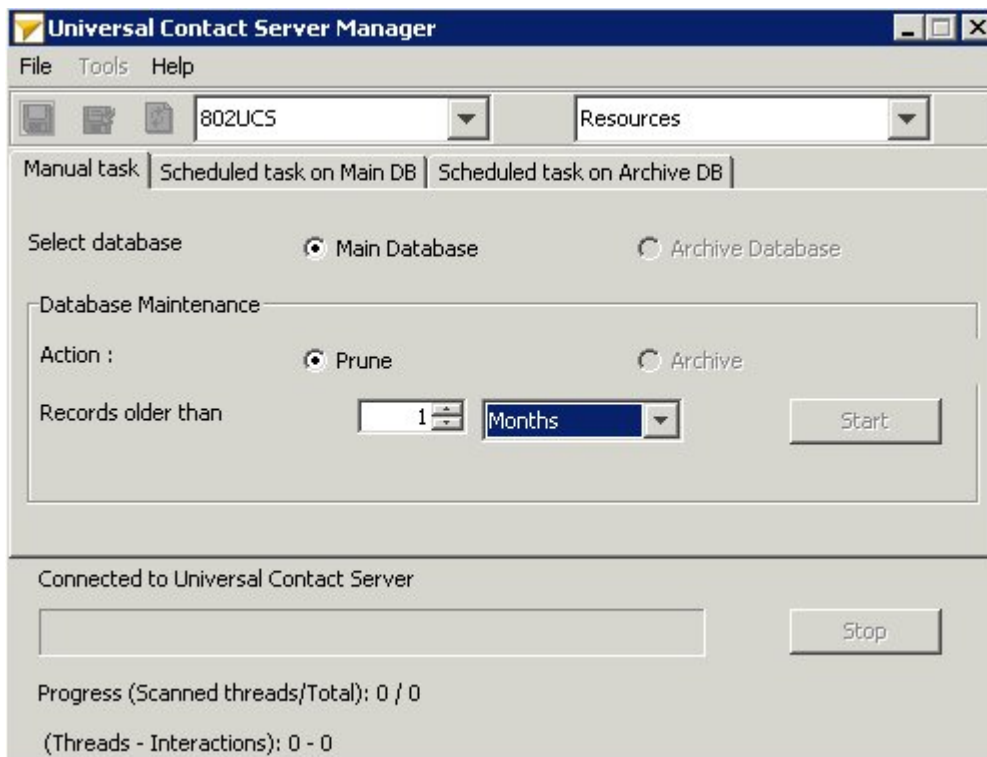 Universal Contact Server Manager
File Tools Help
802UCS Resources
Manual task Scheduled task on Main DB Scheduled task on Archive DB
Select database Main Database Archive Database
Database Maintenance
Action : Prune Archive
Records older than 1 Months Start
Connected to Universal Contact Server
Stop
Progress (Scanned threads/Total): 0 / 0
(Threads - Interactions): 0 - 0